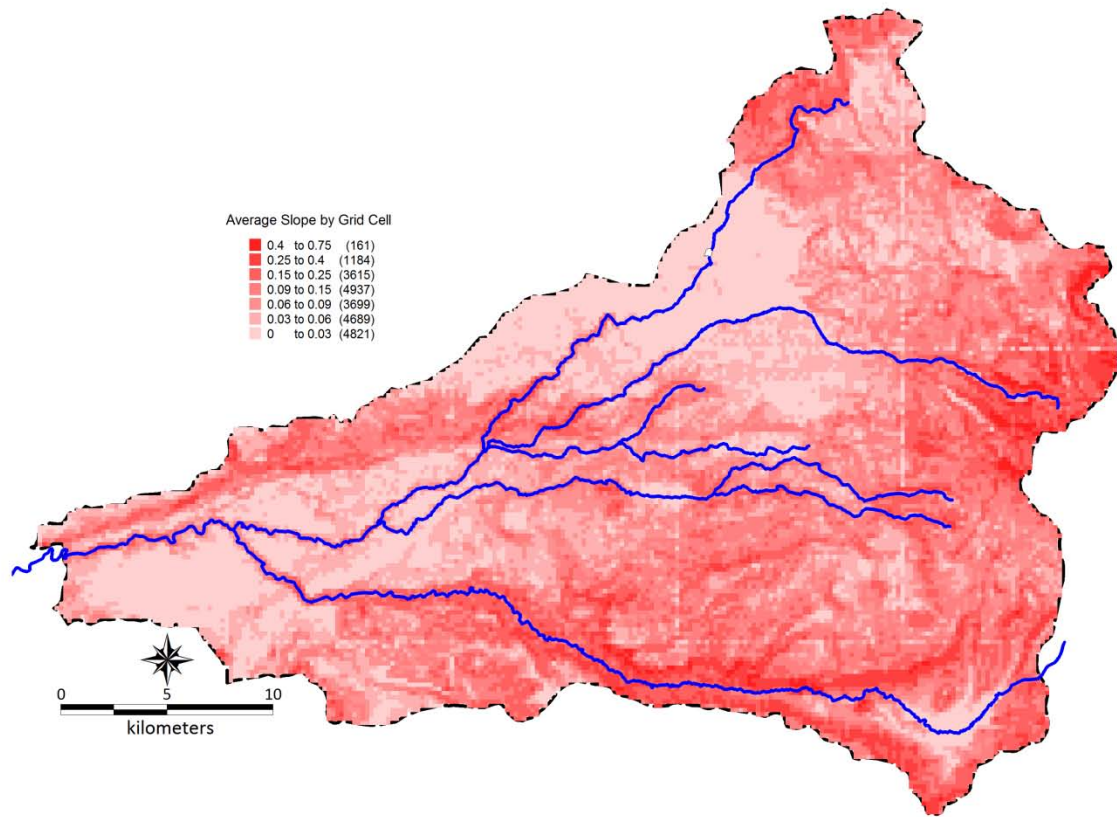 Average Slope by Grid Cell
0.4 to 0.75 (161)
0.25 to 0.4 (1184)
0.15 to 0.25 (3615)
0.09 to 0.15 (4937)
0.06 to 0.09 (3699)
0.03 to 0.06 (4689)
0 to 0.03 (4821)
0 5 10
kilometers